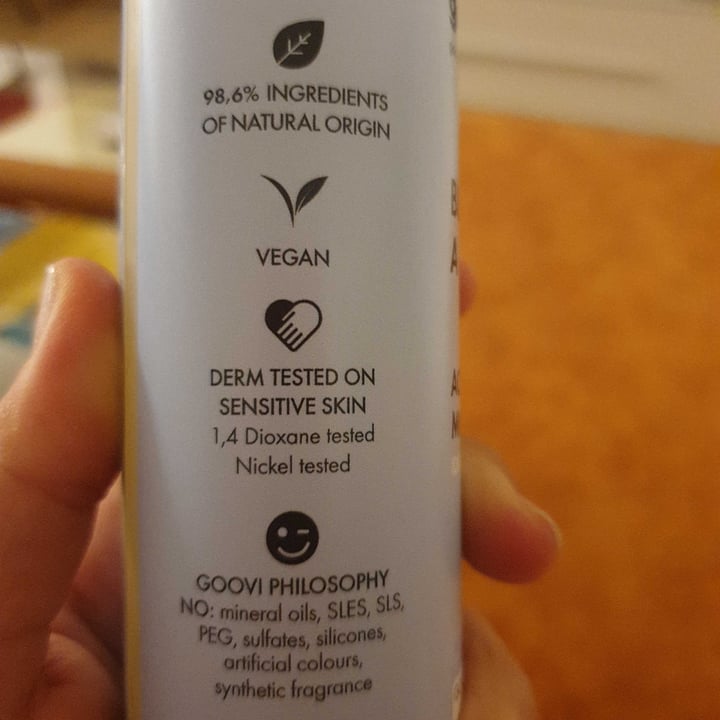 98,6% INGREDIENTS
OF NATURAL ORIGIN
VEGAN
DERM TESTED ON
SENSITIVE SKIN
1,4 Dioxane tested
Nickel tested
GOOVI PHILOSOPHY
NO: mineral oils, SLES, SLS,
PEG, sulfates, silicones,
artificial colours,
synthetic fragrance